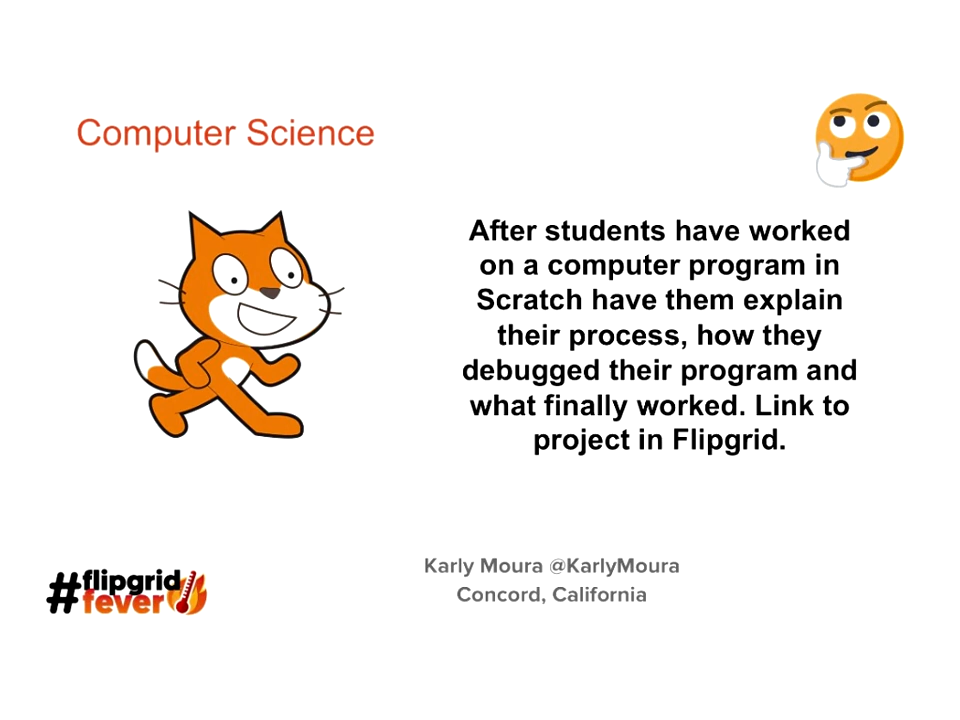 Computer Science
After students have worked
on a computer program in
Scratch have them explain
their process, how they
debugged their program and
what finally worked. Link to
project in Flipgrid.
#flipgrid
fever
Karly Moura @KarlyMoura
Concord, California